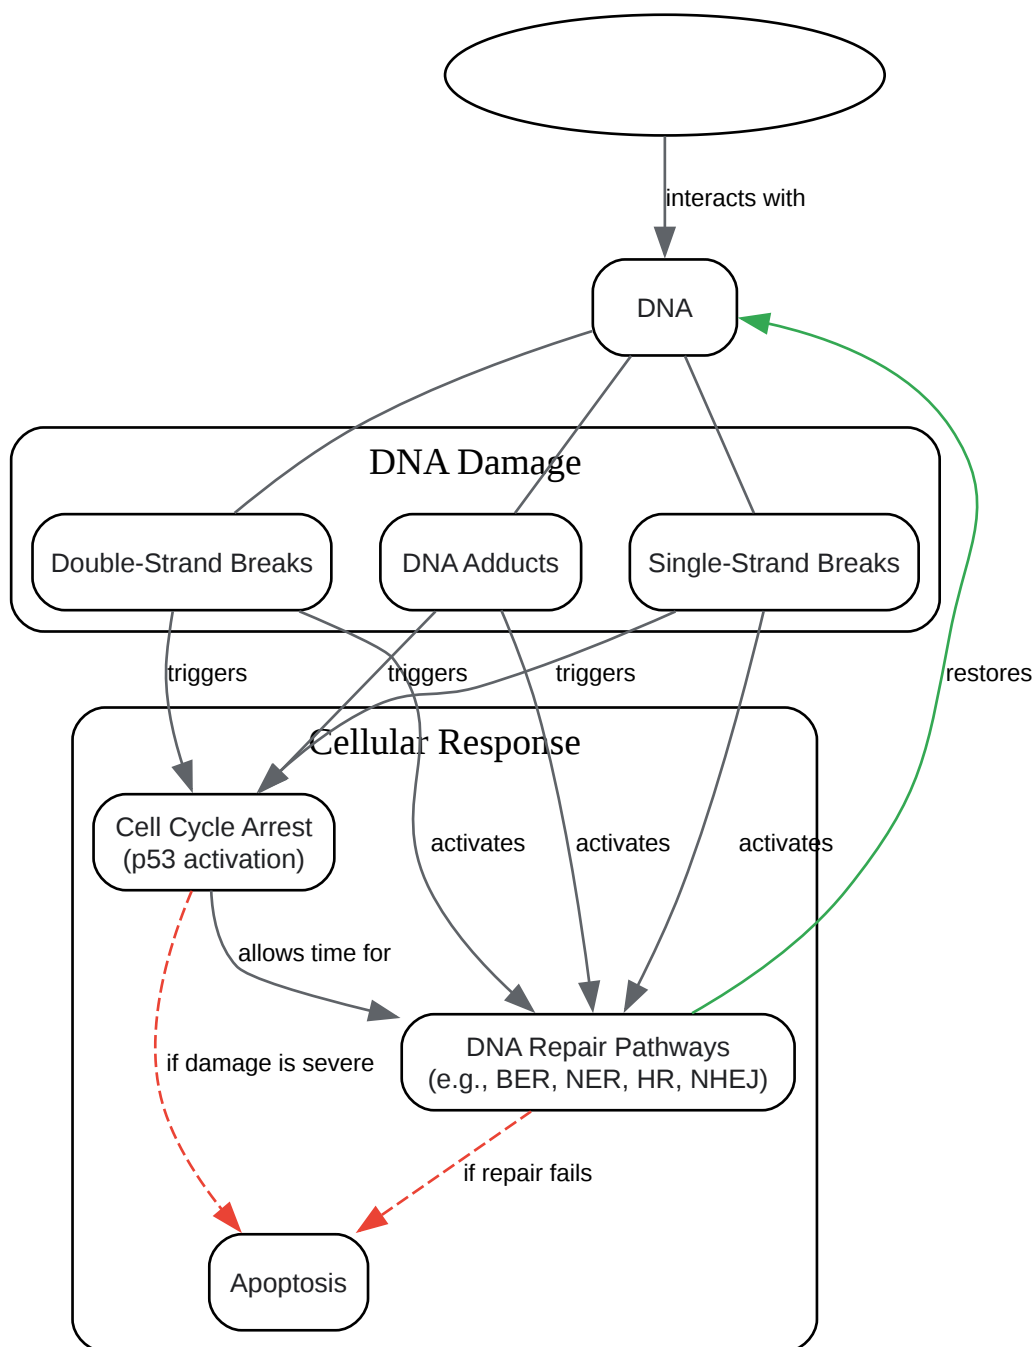 interacts with
DNA
DNA Damage
Double-Strand Breaks
DNA Adducts
Single-Strand Breaks
triggers
triggers
triggers
restores
Cellular Response
Cell Cycle Arrest
(p53 activation)
activates
activates
activates
allows time for
DNA Repair Pathways
(e.g., BER, NER, HR, NHEJ)
if damage is severe
if repair fails
Apoptosis